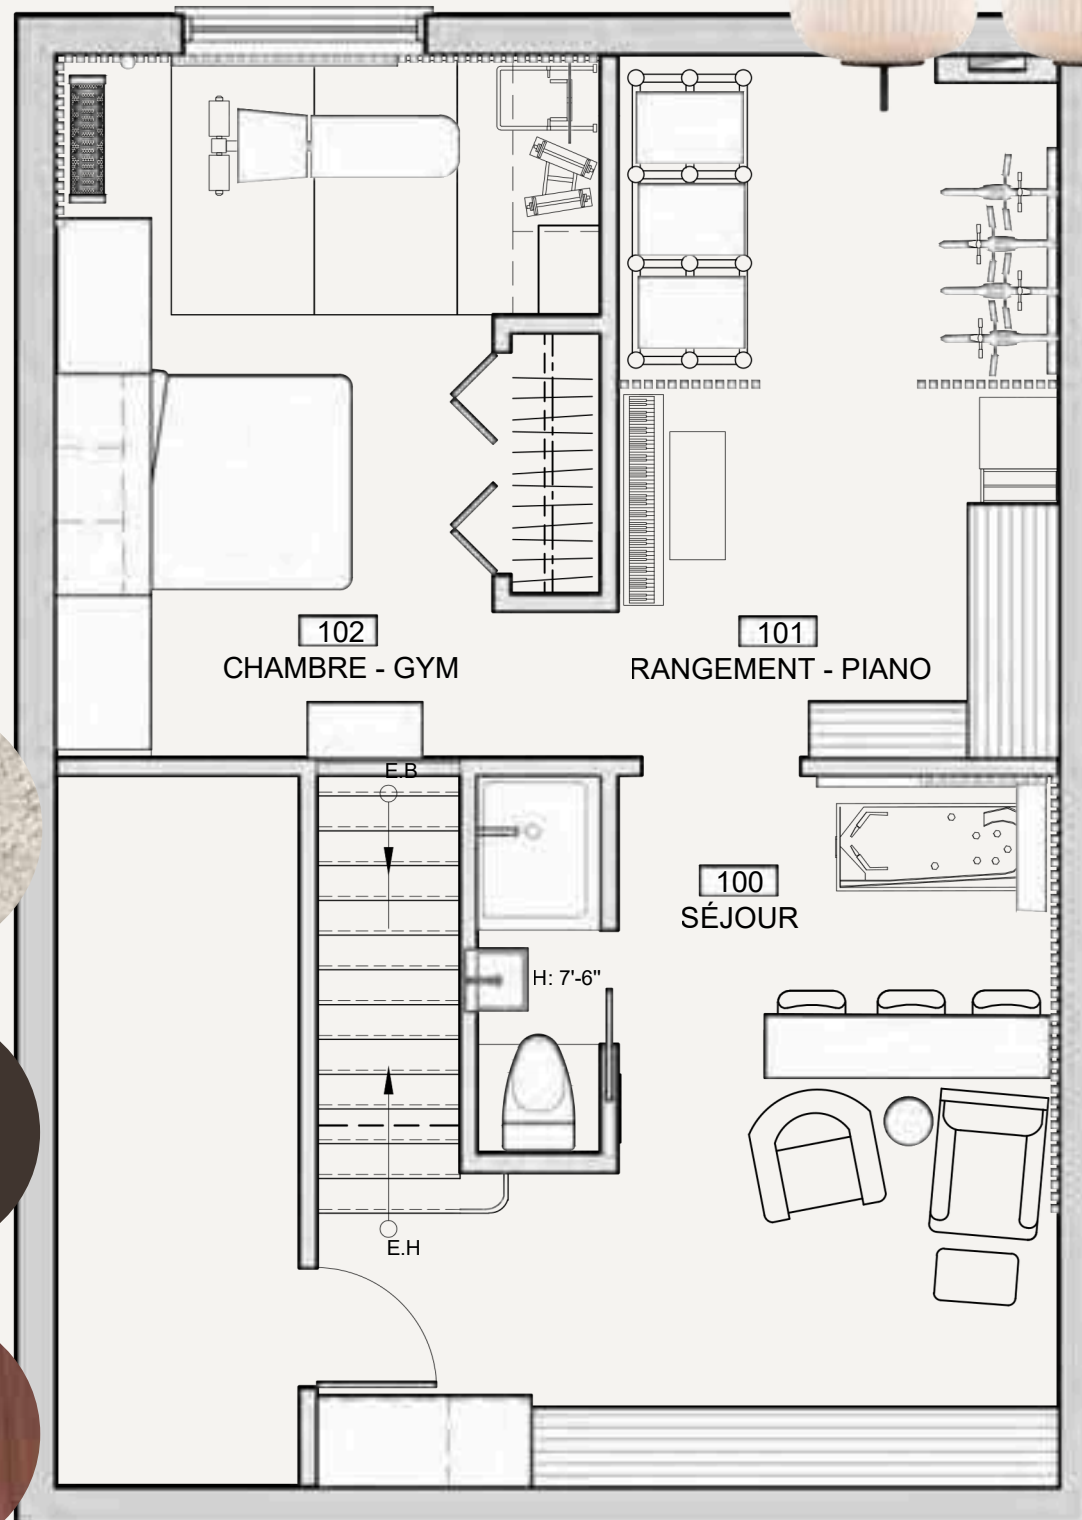 102
CHAMBRE - GYM
101
RANGEMENT - PIANO
E.B
100
SÉJOUR
H: 7'-6"
E.H